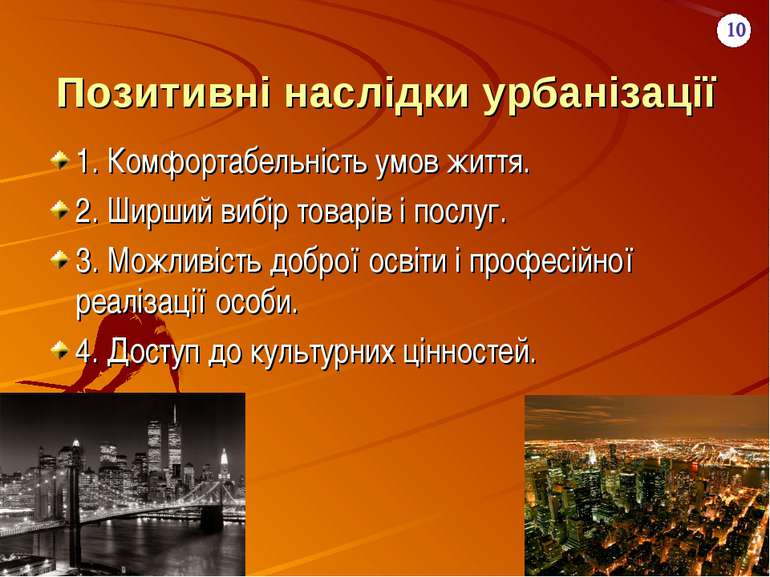 10
Позитивні наслідки урбанізації
1. Комфортабельність умов життя.
2. Ширший вибір товарів і послуг.
3. Можливість доброї освіти і професійної
реалізації особи.
4. Доступ до культурних цінностей.